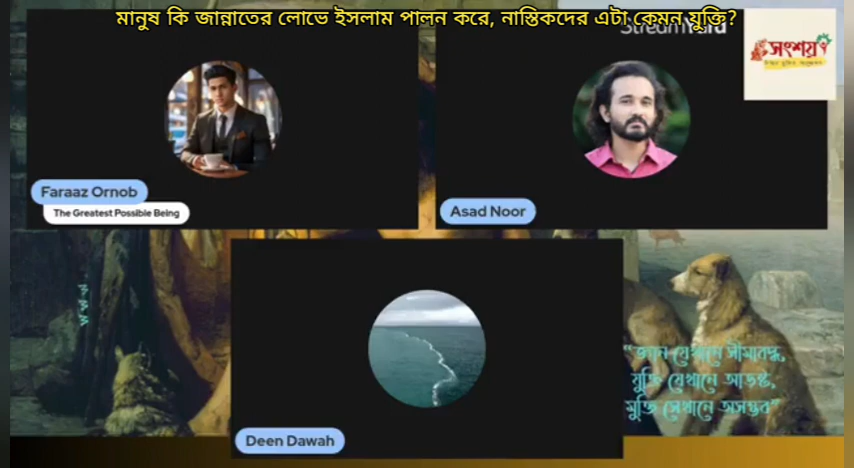 মানুষ কি জান্নাতের লোভে ইসলাম পালন করে, নাস্তিকদের এটা কেমন যুক্তি?
StreamYard
সংশয়
Faraaz Ornob
The Greatest Possible Being
Asad Noor
"জ্ঞান যেখানে সীমাবদ্ধ,
যুক্তি যেখানে আড়ষ্ট,
মুক্তি সেখানে অসম্ভব"
Deen Dawah